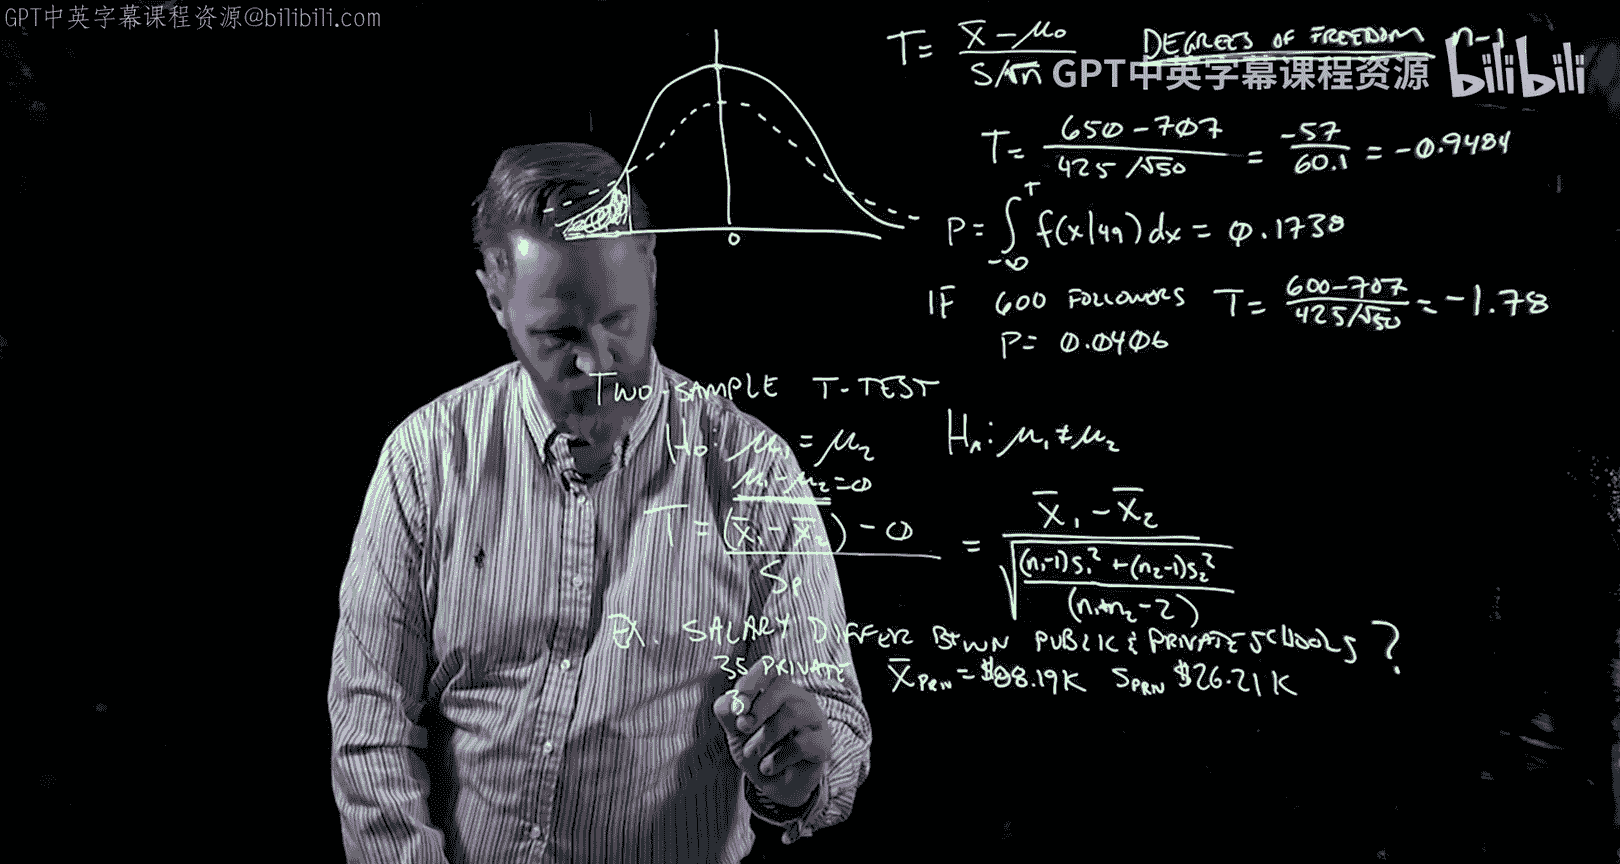 GPT中英字幕课程资源@bilibili.com
T = (X̄ - μ₀) / (S/√n) DEGREES OF FREEDOM n-1
GPT中英字幕课程资源 bilibili
T = (650 - 707) / (425/√50) = -57/60.1 = -0.9484
P = ∫_{-∞}^{T} f(x|49) dx = 0.1738
0
IF 600 FOLLOWERS T = (600-707) / (425/√50) = -1.78
P = 0.0406
TWO-SAMPLE T-TEST
H₀: μ₁ = μ₂ Hₐ: μ₁ ≠ μ₂
μ₁ - μ₂ = 0
T = ((X̄₁ - X̄₂) - 0) / Sₚ = (X̄₁ - X̄₂) / √(((n₁-1)S₁² + (n₂-1)S₂²) / (n₁+n₂-2))
EX. SALARY DIFFER BTWN PUBLIC & PRIVATE SCHOOLS?
35 PRIVATE X̄ PRIV = $88.19K S PRIV $26.21K
3